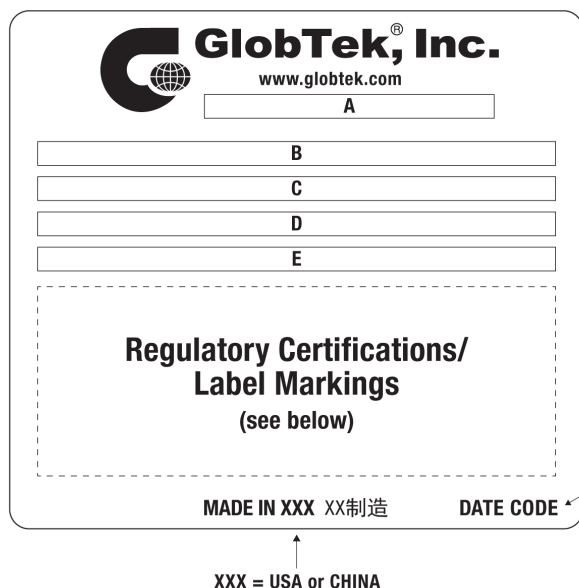 GlobTek,® Inc.
www.globtek.com
A
B
C
D
E
Regulatory Certifications/
Label Markings
(see below)
MADE IN XXX XX制造 DATE CODE
XXX = USA or CHINA